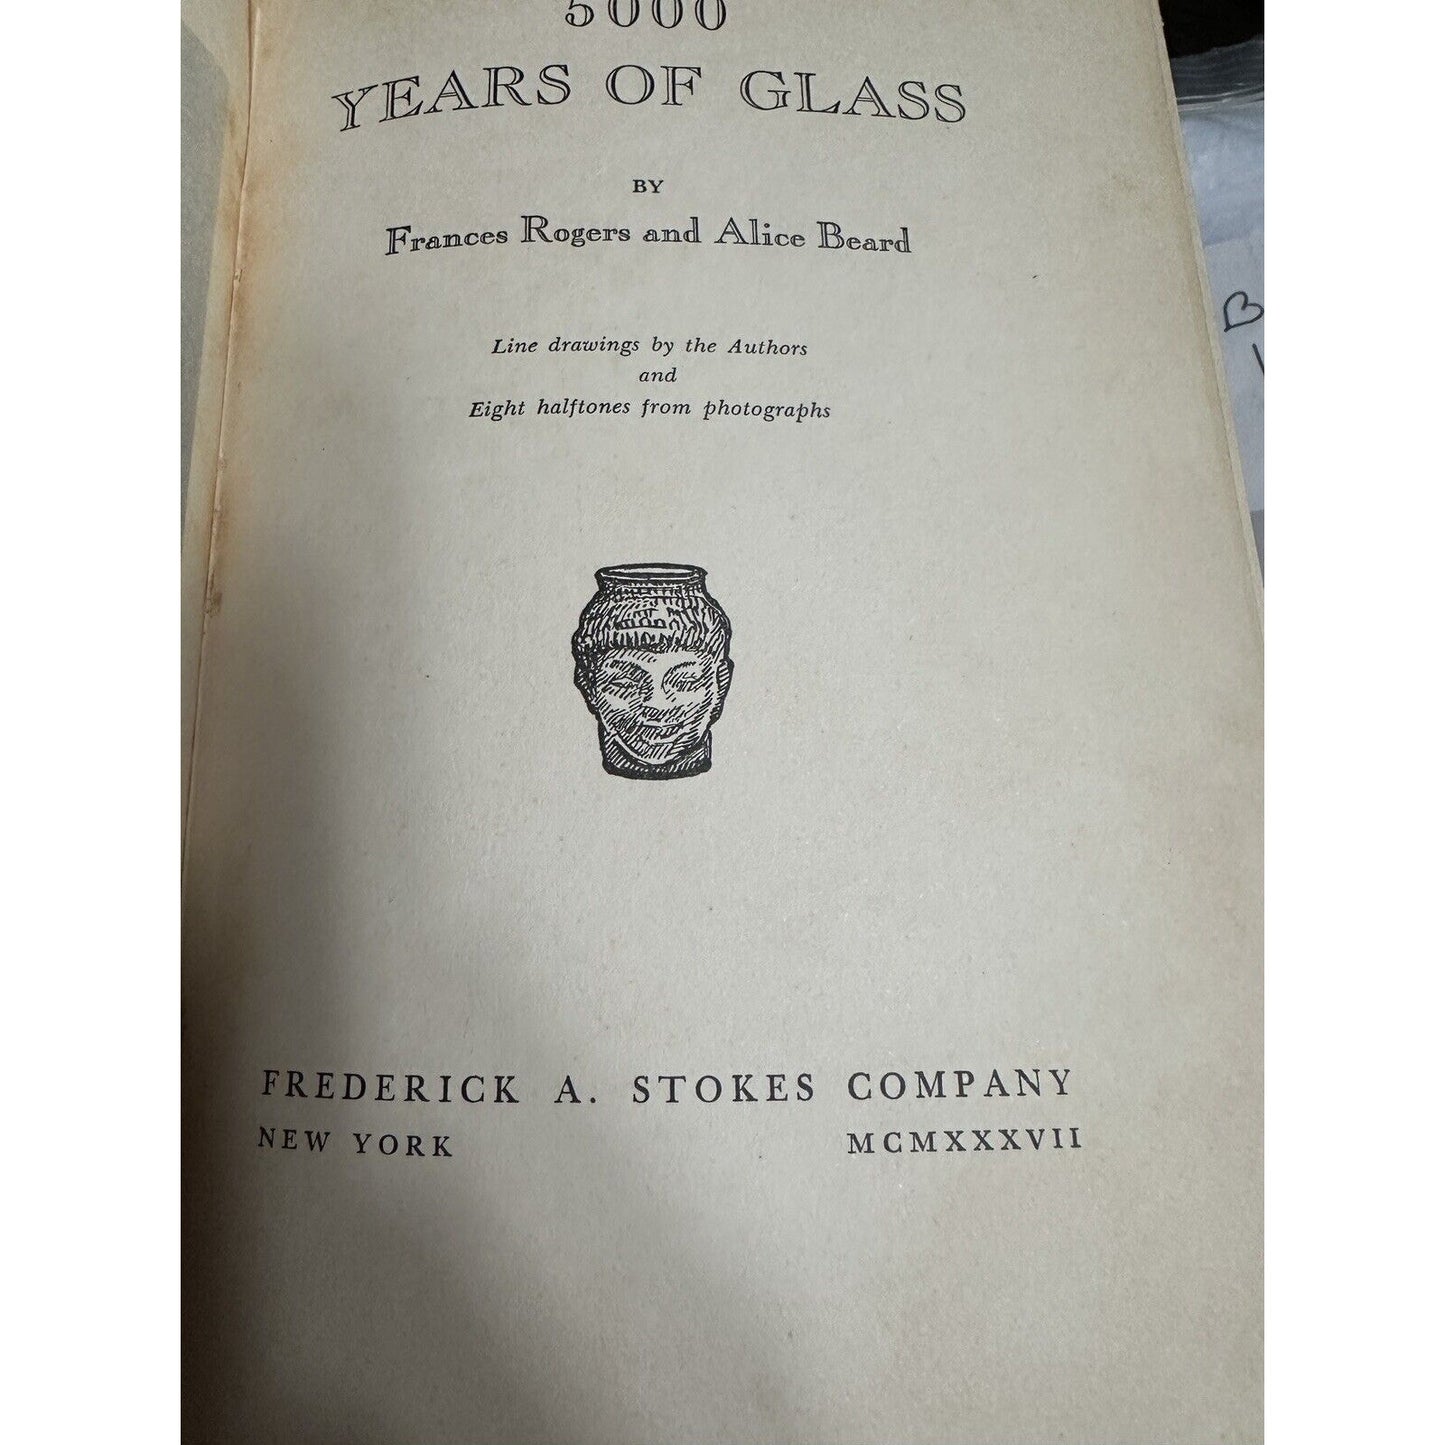 5000
YEARS OF GLASS
BY
Frances Rogers and Alice Beard
Line drawings by the Authors
and
Eight halftones from photographs
FREDERICK A. STOKES COMPANY
NEW YORK MCMXXXVII